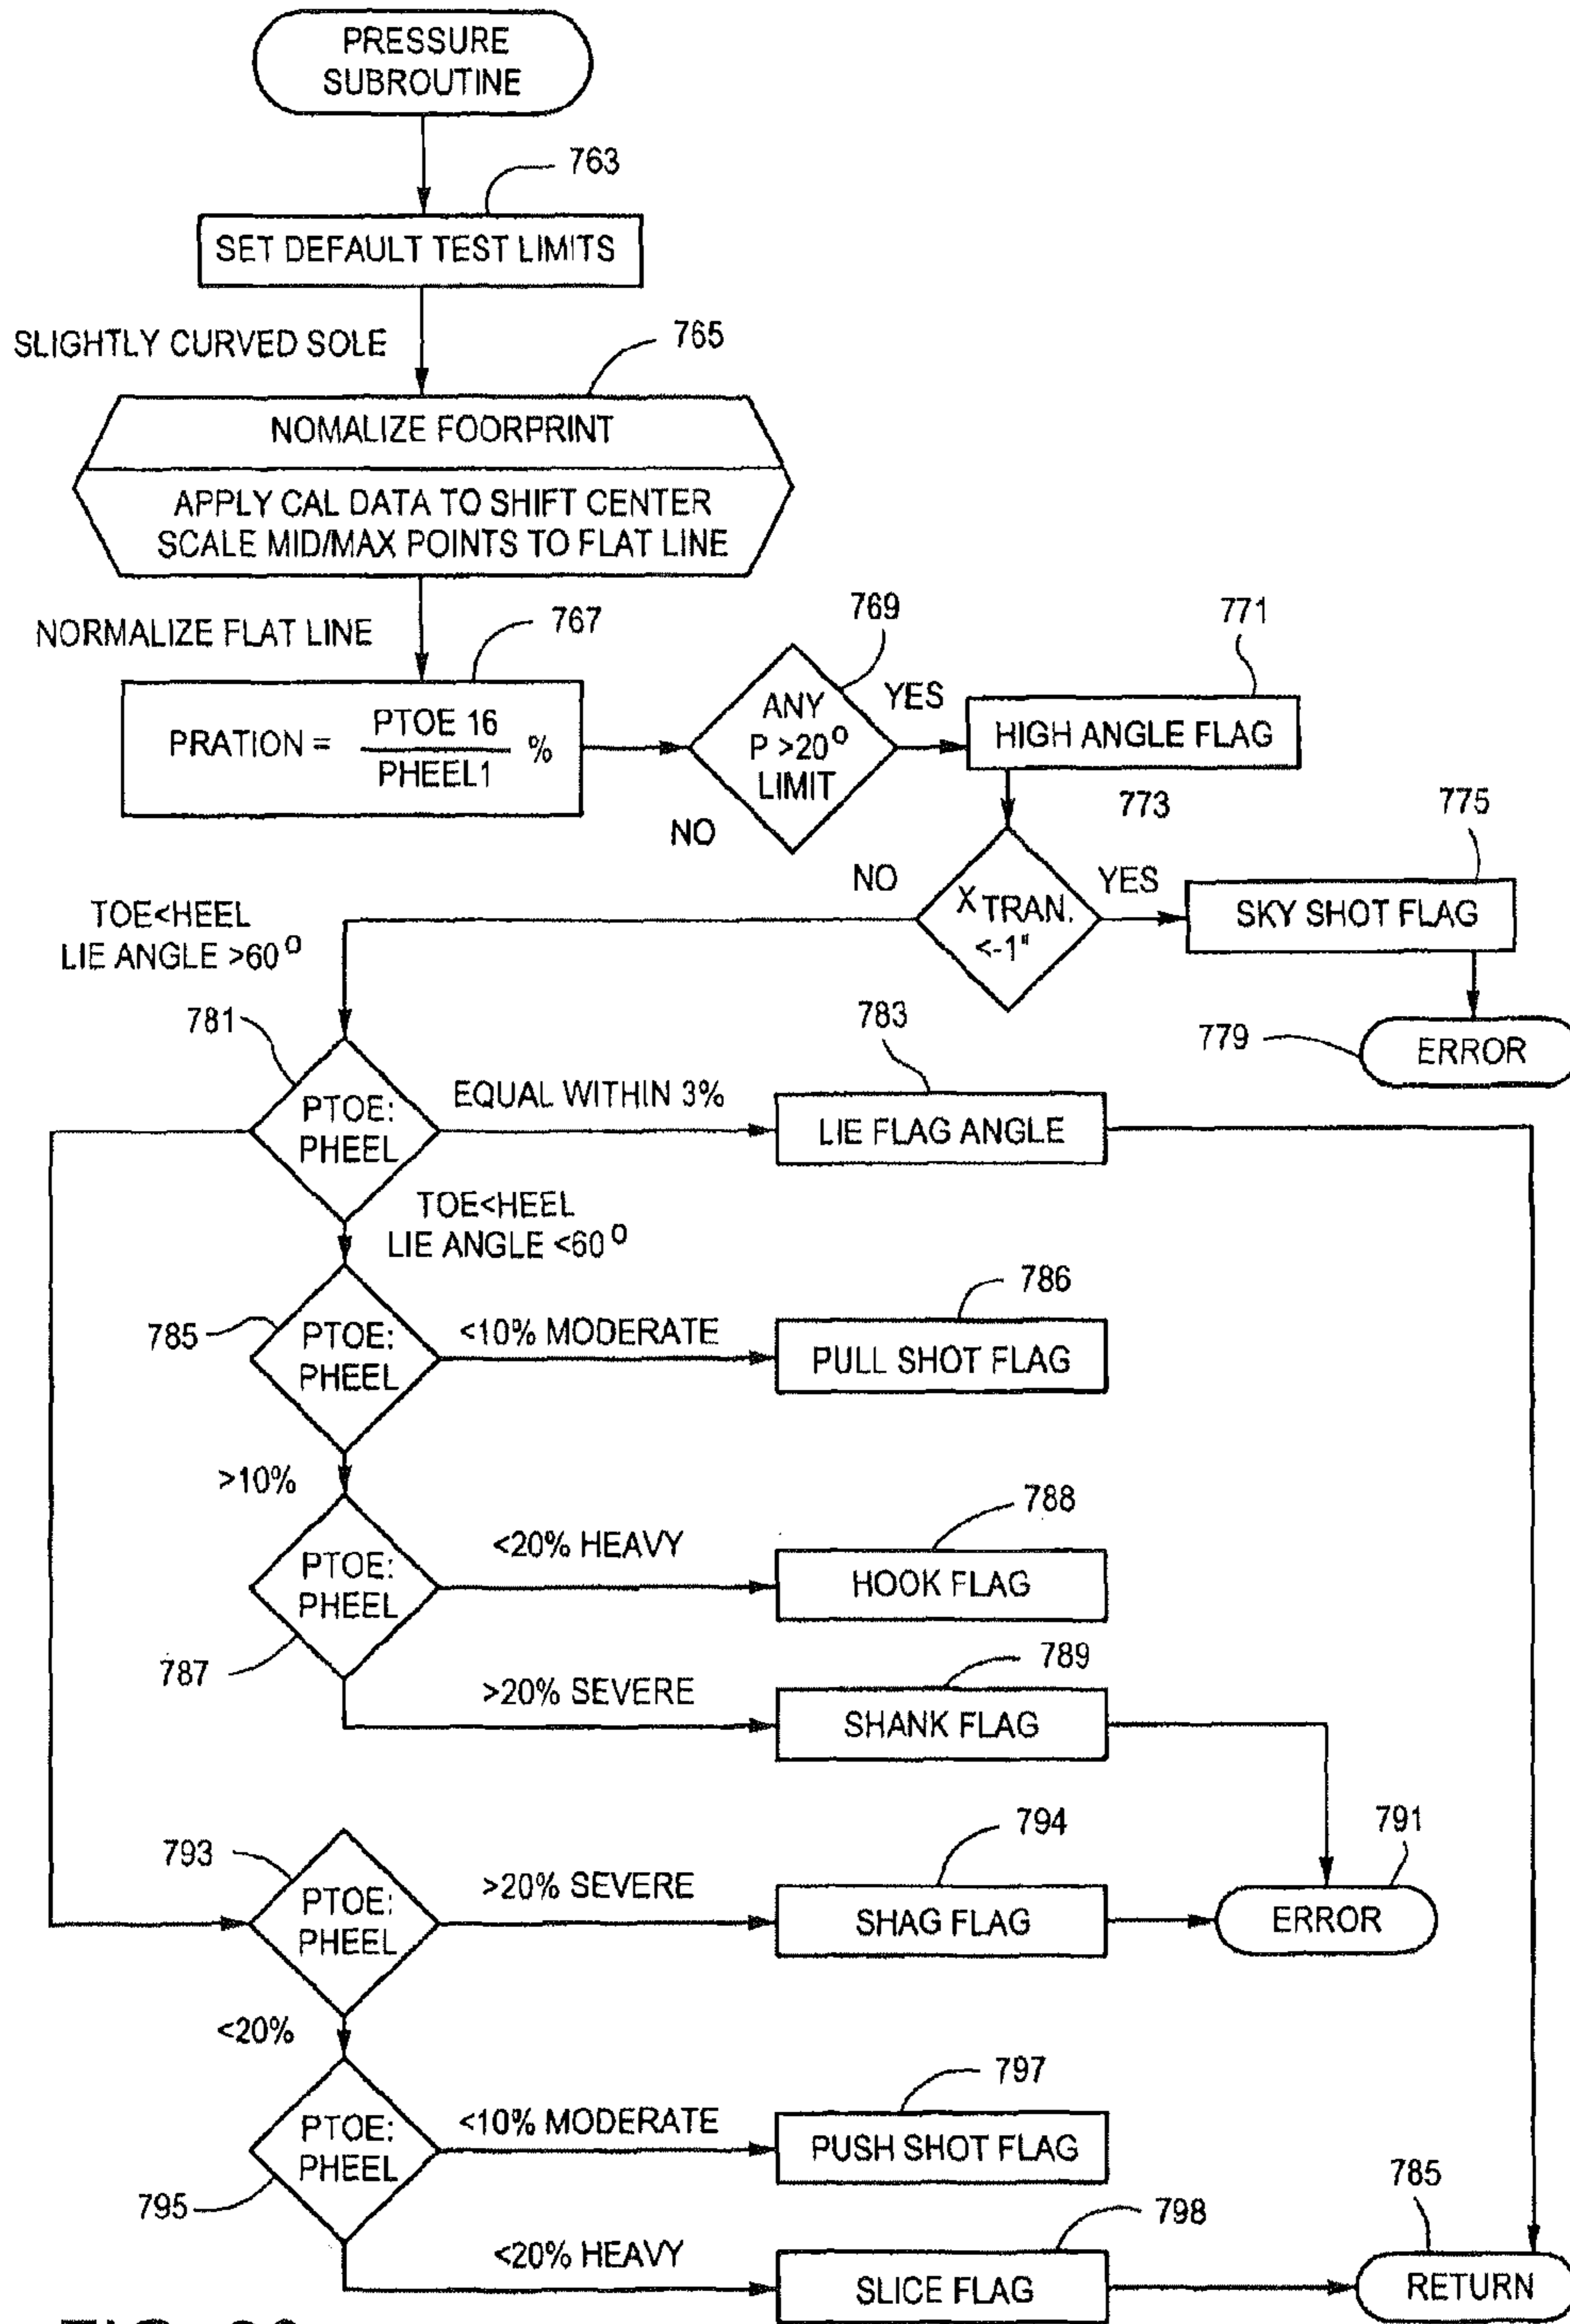 PRESSURE
SUBROUTINE
763
SET DEFAULT TEST LIMITS
SLIGHTLY CURVED SOLE
765
NOMALIZE FOORPRINT
APPLY CAL DATA TO SHIFT CENTER
SCALE MID/MAX POINTS TO FLAT LINE
NORMALIZE FLAT LINE
767
PRATION = PTOE 16 / PHEEL1 %
769
ANY
P >20°
LIMIT
YES
NO
771
HIGH ANGLE FLAG
773
X TRAN.
<-1"
NO
YES
775
SKY SHOT FLAG
779
ERROR
TOE<HEEL
LIE ANGLE >60°
781
PTOE:
PHEEL
EQUAL WITHIN 3%
783
LIE FLAG ANGLE
TOE<HEEL
LIE ANGLE <60°
785
PTOE:
PHEEL
<10% MODERATE
786
PULL SHOT FLAG
>10%
787
PTOE:
PHEEL
<20% HEAVY
788
HOOK FLAG
>20% SEVERE
789
SHANK FLAG
791
ERROR
793
PTOE:
PHEEL
>20% SEVERE
794
SHAG FLAG
<20%
795
PTOE:
PHEEL
<10% MODERATE
797
PUSH SHOT FLAG
<20% HEAVY
798
SLICE FLAG
785
RETURN